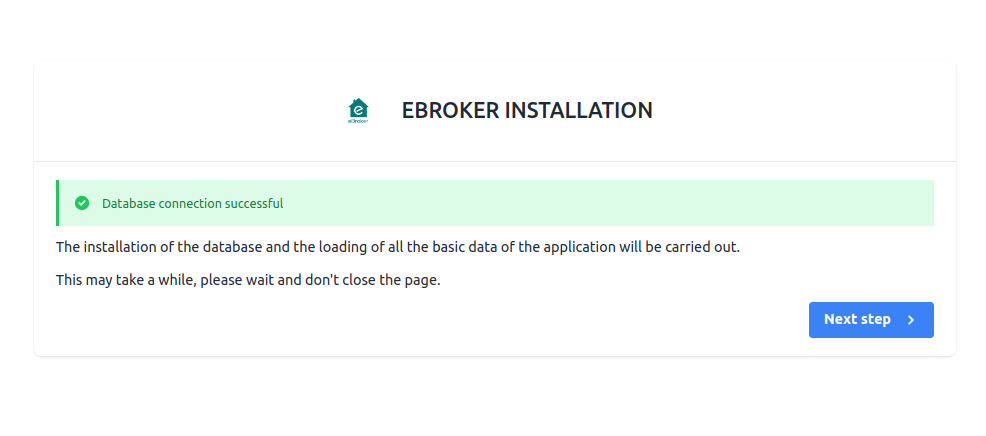 eBroker
EBROKER INSTALLATION
Database connection successful
The installation of the database and the loading of all the basic data of the application will be carried out.
This may take a while, please wait and don't close the page.
Next step